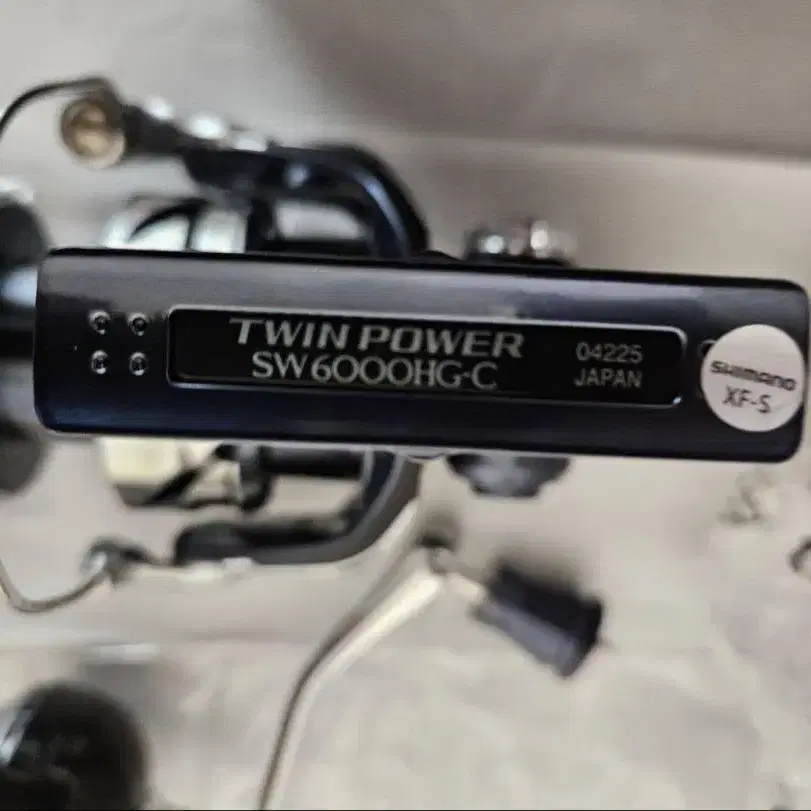 TWIN POWER
SW6000HG-C
04225
JAPAN
SHIMANO
XF-S